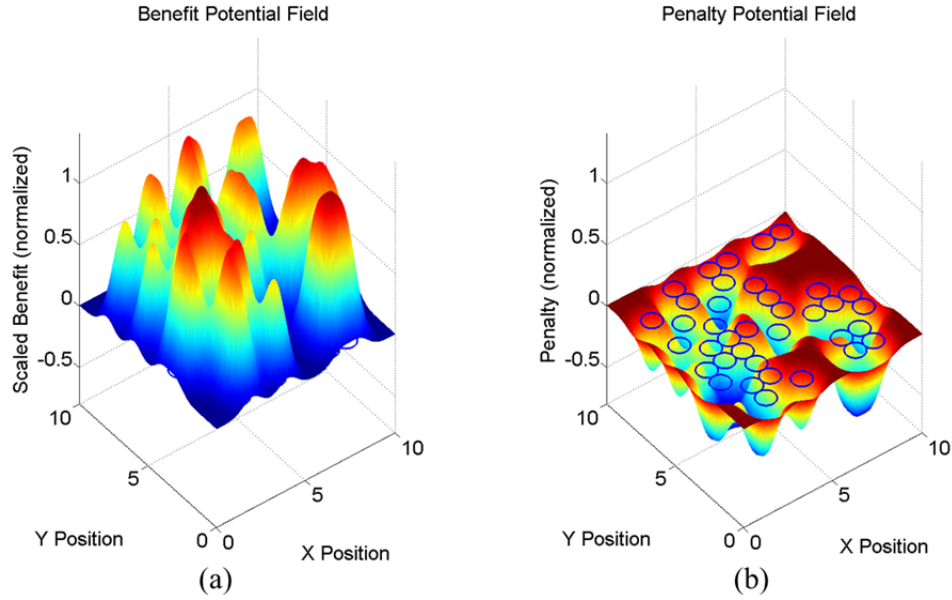 Benefit Potential Field
Scaled Benefit (normalized)
1
0.5
0
-0.5
10
5
0
0
5
10
Y Position
X Position
(a)
Penalty Potential Field
Penalty (normalized)
1
0.5
0
-0.5
10
5
0
0
5
10
Y Position
X Position
(b)